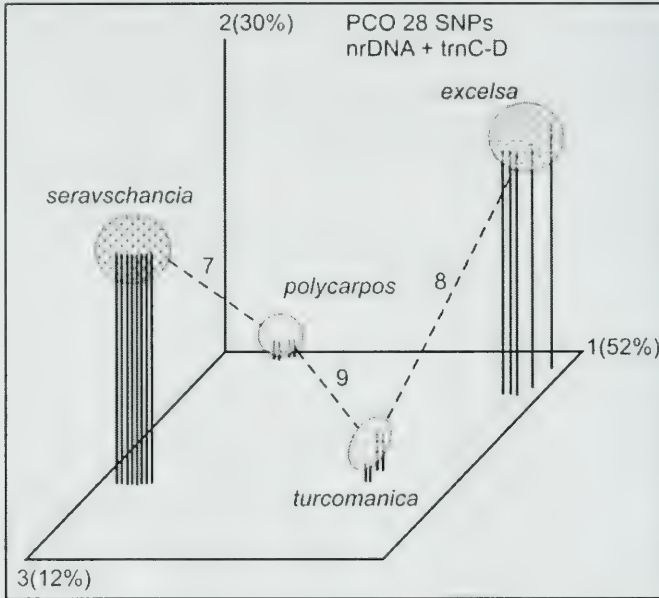 2(30%)
PCO 28 SNPs
nrDNA + trnC-D
excelsa
seravschancia
7
8
polycarpos
1(52%)
9
turcomanica
3(12%)